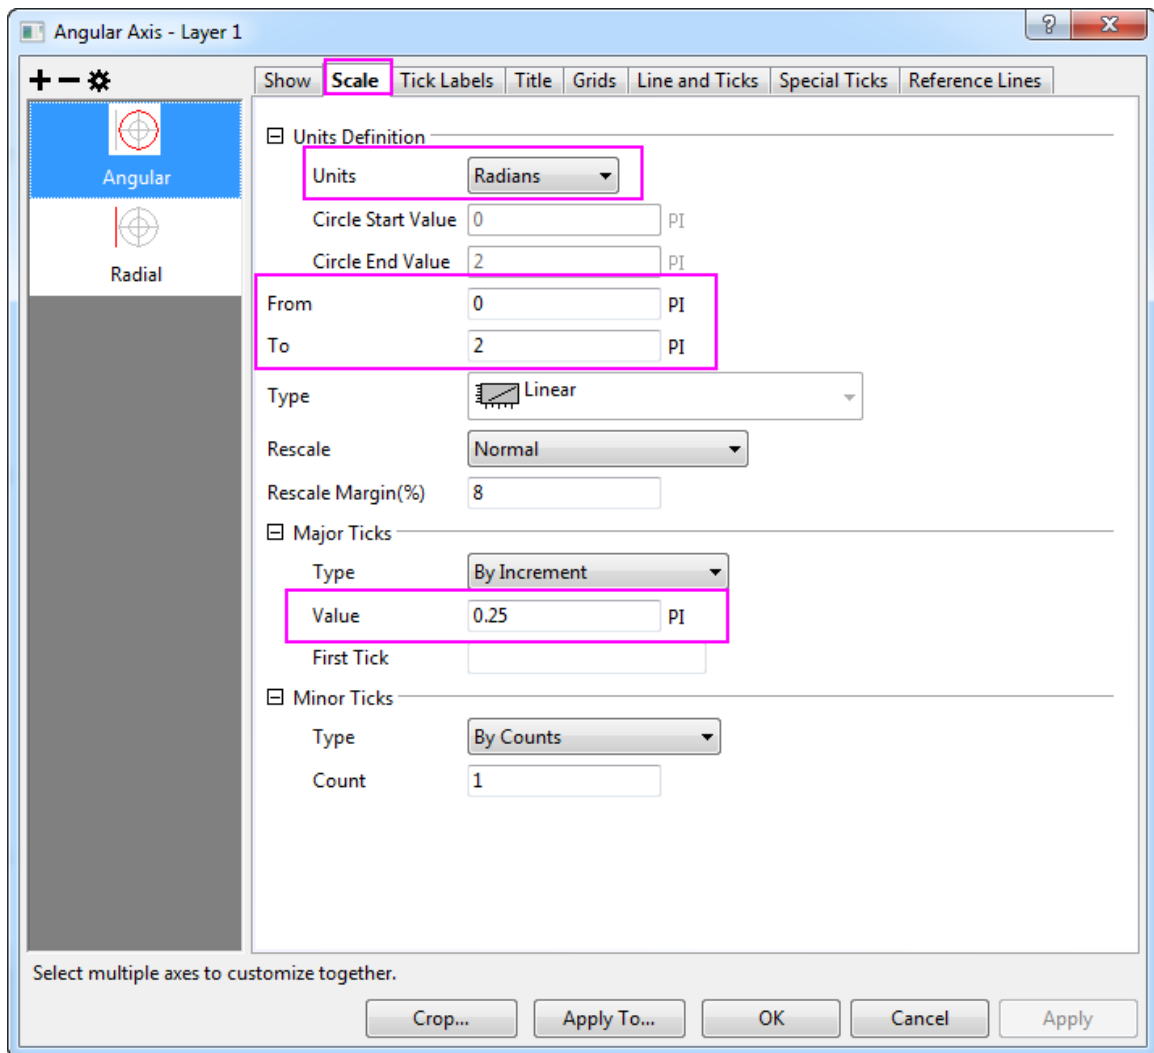 Angular Axis - Layer 1
Show Scale Tick Labels Title Grids Line and Ticks Special Ticks Reference Lines
Angular
Radial
Units Definition
Units Radians
Circle Start Value 0 PI
Circle End Value 2 PI
From 0 PI
To 2 PI
Type Linear
Rescale Normal
Rescale Margin(%) 8
Major Ticks
Type By Increment
Value 0.25 PI
First Tick
Minor Ticks
Type By Counts
Count 1
Select multiple axes to customize together.
Crop... Apply To... OK Cancel Apply